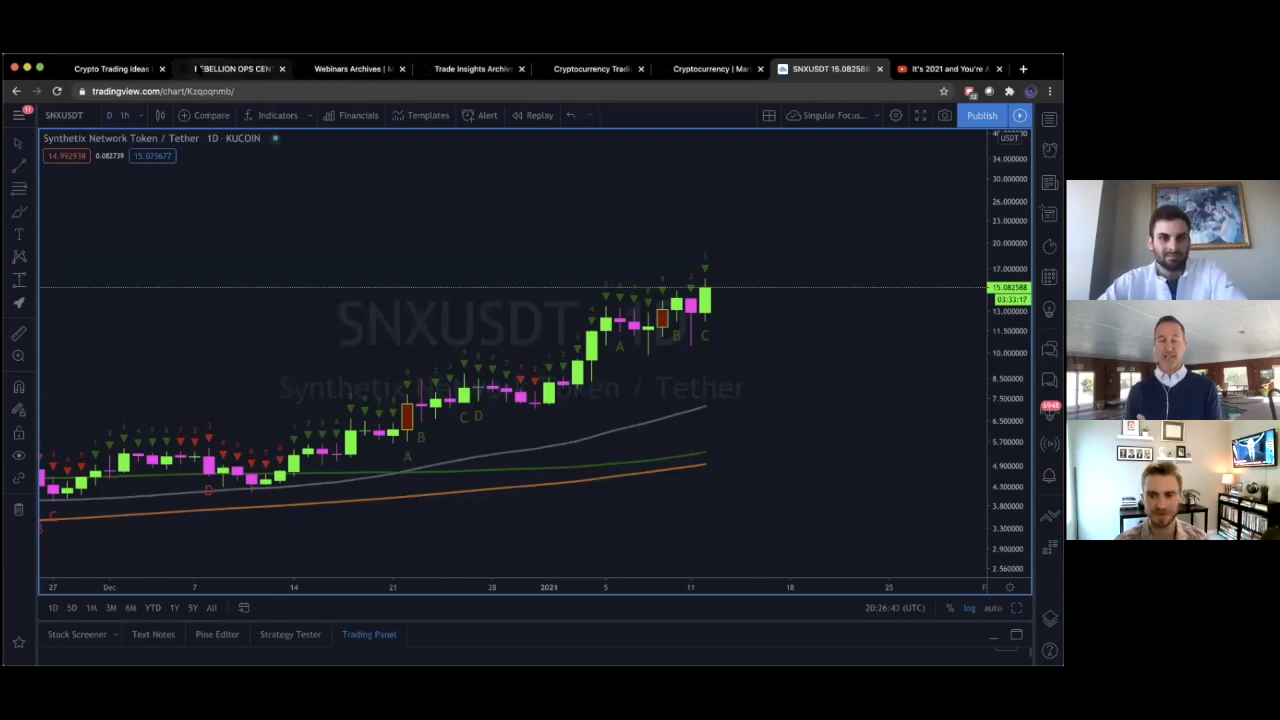 Crypto Trading Ideas
EBELLION OPS CEN
Webinars Archives | M
Trade Insights Archive
Cryptocurrency Tradi
Cryptocurrency | Mar
SNXUSDT 15.082588
It's 2021 and You're A
tradingview.com/chart/Kzqoqnmb/
11
SNXUSDT
D 1h
Compare
Indicators
Financials
Templates
Alert
Replay
Singular Focus...
Publish
Synthetix Network Token / Tether 1D · KUCOIN
14.992938 0.082739 15.075677
USDT
34.000000
30.000000
26.000000
23.000000
20.000000
17.000000
15.082588
03:33:17
13.000000
11.500000
10.000000
8.500000
7.500000
6.500000
5.700000
4.900000
4.300000
3.800000
3.300000
2.900000
2.560000
SNXUSDT 1D
Synthetix Network Token / Tether
A B C
A B C D
D
C
B
6948
27 Dec 7 14 21 28 2021 5 11 18 25
1D 5D 1M 3M 6M YTD 1Y 5Y All
20:26:43 (UTC) % log auto
Stock Screener Text Notes Pine Editor Strategy Tester Trading Panel